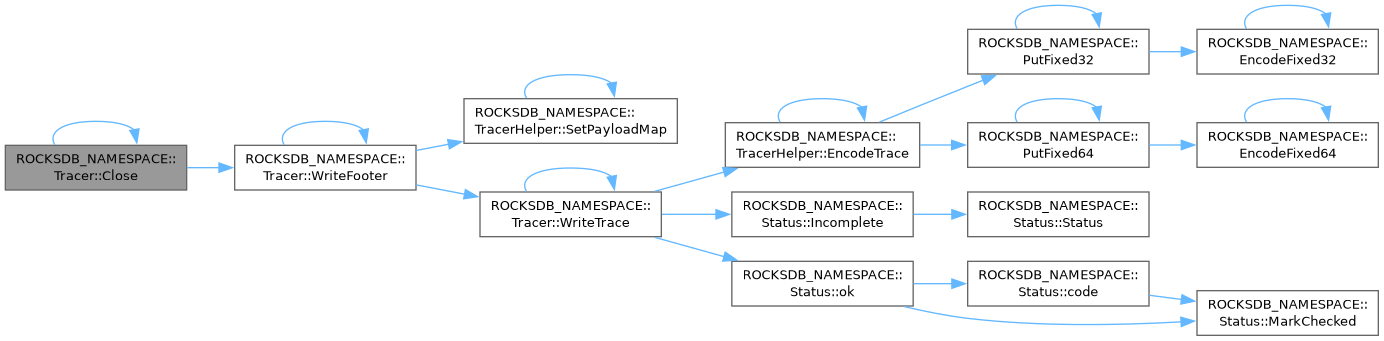 ROCKSDB_NAMESPACE::
Tracer::Close
ROCKSDB_NAMESPACE::
Tracer::WriteFooter
ROCKSDB_NAMESPACE::
TracerHelper::SetPayloadMap
ROCKSDB_NAMESPACE::
Tracer::WriteTrace
ROCKSDB_NAMESPACE::
TracerHelper::EncodeTrace
ROCKSDB_NAMESPACE::
PutFixed32
ROCKSDB_NAMESPACE::
EncodeFixed32
ROCKSDB_NAMESPACE::
PutFixed64
ROCKSDB_NAMESPACE::
EncodeFixed64
ROCKSDB_NAMESPACE::
Status::Incomplete
ROCKSDB_NAMESPACE::
Status::Status
ROCKSDB_NAMESPACE::
Status::ok
ROCKSDB_NAMESPACE::
Status::code
ROCKSDB_NAMESPACE::
Status::MarkChecked